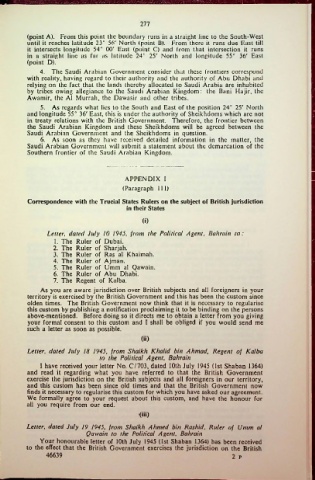 277
(point A). From this point the boundary runs in a straight line to the South-West
until it reaches latitude 23° 56' North (point B). From there it runs due East till
it intersects longitude 54° 00' East (point C) and from that intersection it runs
in a straight line as far as latitude 24° 25' North and longitude 55° 36' East
(point D).
4. The Saudi Arabian Government consider that these frontiers correspond
with reality, having regard to their authority and the authority of Abu Dhabi and
relying on the fact that the lands thereby allocated to Saudi Arabia are inhabited
by tribes owing allegiance to the Saudi Arabian Kingdom: the Bani Hajir, the
Awamir, the Al Murrah, the Dawasir and other tribes.
5. As regards what lies to the South and East of the position 24° 25' North
and longitude 55° 36' East, this is under the authority of Sheikhdoms which are not
in treaty relations with the British Government. Therefore, the frontier between
the Saudi Arabian Kingdom and these Sheikhdoms will be agreed between the
Saudi Arabian Government and the Sheikhdoms in question.
6. As soon as they have received detailed information in the matter, the
Saudi Arabian Government will submit a statement about the demarcation of the
Southern frontier of the Saudi Arabian Kingdom.
APPENDIX I
(Paragraph 111)
Correspondence with the Trucial States Rulers on the subject of British jurisdiction
in their States
(i)
Letter, dated July 10 1945, from the Political Agent, Bahrain to:
1. The Ruler of Dubai.
2. The Ruler of Sharjah.
3. The Ruler of Ras al Khaimah.
4. The Ruler of Ajman.
5. The Ruler of Umm al Qawain.
6. The Ruler of Abu Dhabi.
7. The Regent of Kalba.
As you are aware jurisdiction over British subjects and all foreigners in your
territory is exercised by the British Government and this has been the custom since
olden times. The British Government now think that it is necessary to regularise
this custom by publishing a notification proclaiming it to be binding on the persons
above-mentioned. Before doing so it directs me to obtain a letter from you giving
your formal consent to this custom and I shall be obliged if you would send me
such a letter as soon as possible.
(ii)
Letter, dated July 18 1945, from Shaikh Khalid bin Ahmad, Regent of Kalba
to the Political Agent, Bahrain
I have received your letter No. C/703, dated 10th July 1945 (1st Shaban 1364)
and read it regarding what you have referred to that the British Government
exercise the jurisdiction on the British subjects and all foreigners in our territory,
and this custom has been since old times and that the British Government now
finds it necessary to regularise this custom for which you have asked our agreement.
We formally agree to your request about this custom, and have the honour for
all you require from our end.
(iii)
Letter, dated July 19 1945, from Shaikh Ahmed bin Rashid, Ruler of Umm al
Qawain to the Political Agent, Bahrain
Your honourable letter of 10th July 1945 (1st Shaban 1364) has been received
to the effect that the British Government exercises the jurisdiction on the British
46639
2 P